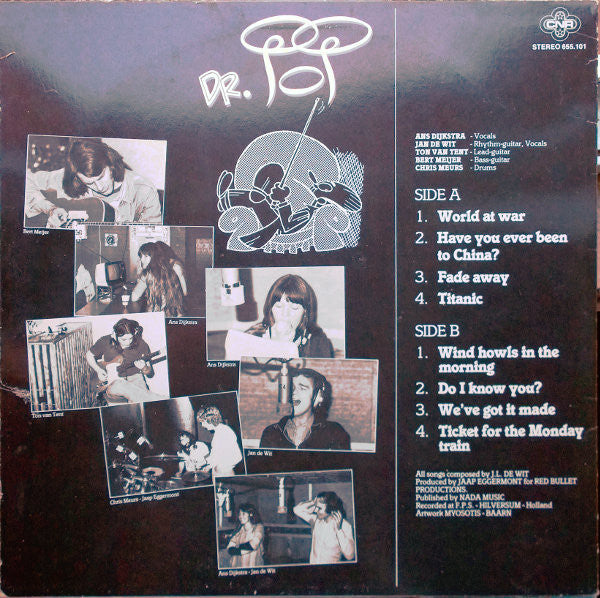 DR. POP
CNR
STEREO 655.101
ANS DIJKSTRA - Vocals
JAN DE WIT - Rhythm-guitar, Vocals
TON VAN TENT - Lead-guitar
BERT MEIJER - Bass-guitar
CHRIS MEURS - Drums
SIDE A
1. World at war
2. Have you ever been
to China?
3. Fade away
4. Titanic
SIDE B
1. Wind howls in the
morning
2. Do I know you?
3. We've got it made
4. Ticket for the Monday
train
All songs composed by J.L. DE WIT
Produced by JAAP EGGERMONT for RED BULLET
PRODUCTIONS.
Published by NADA MUSIC
Recorded at F.P.S. - HILVERSUM - Holland
Artwork MYOSOTIS - BAARN
Bert Meijer
Ans Dijkstra
Ans Dijkstra
Ton van Tent
Jan de Wit
Chris Meurs - Jaap Eggermont
Ans Dijkstra - Jan de Wit